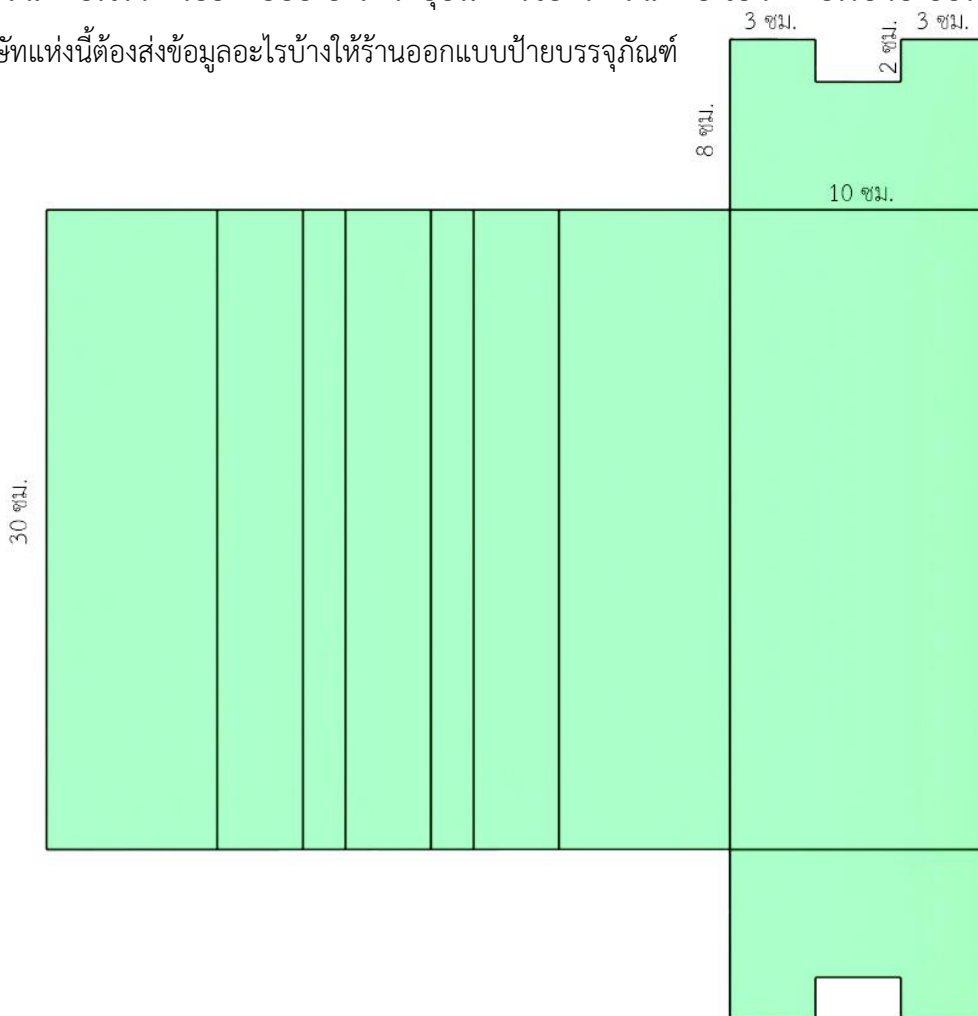 3 ซม.
3 ซม.
ษัทแห่งนี้ต้องส่งข้อมูลอะไรบ้างให้ร้านออกแบบป้ายบรรจุภัณฑ์
2 ซม.
8 ซม.
10 ซม.
30 ซม.